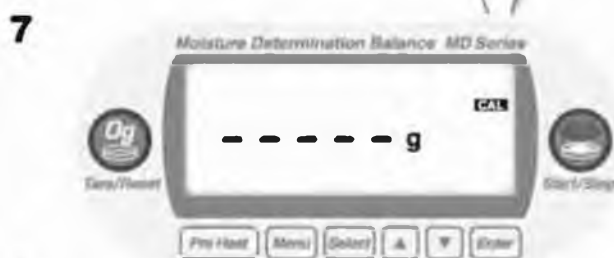 7
Moisture Determination Balance MD Series
CAL
– – – – – g
0g
Tare/Reset
Start/Stop
Pre Heat Menu Select ▲ ▼ Enter